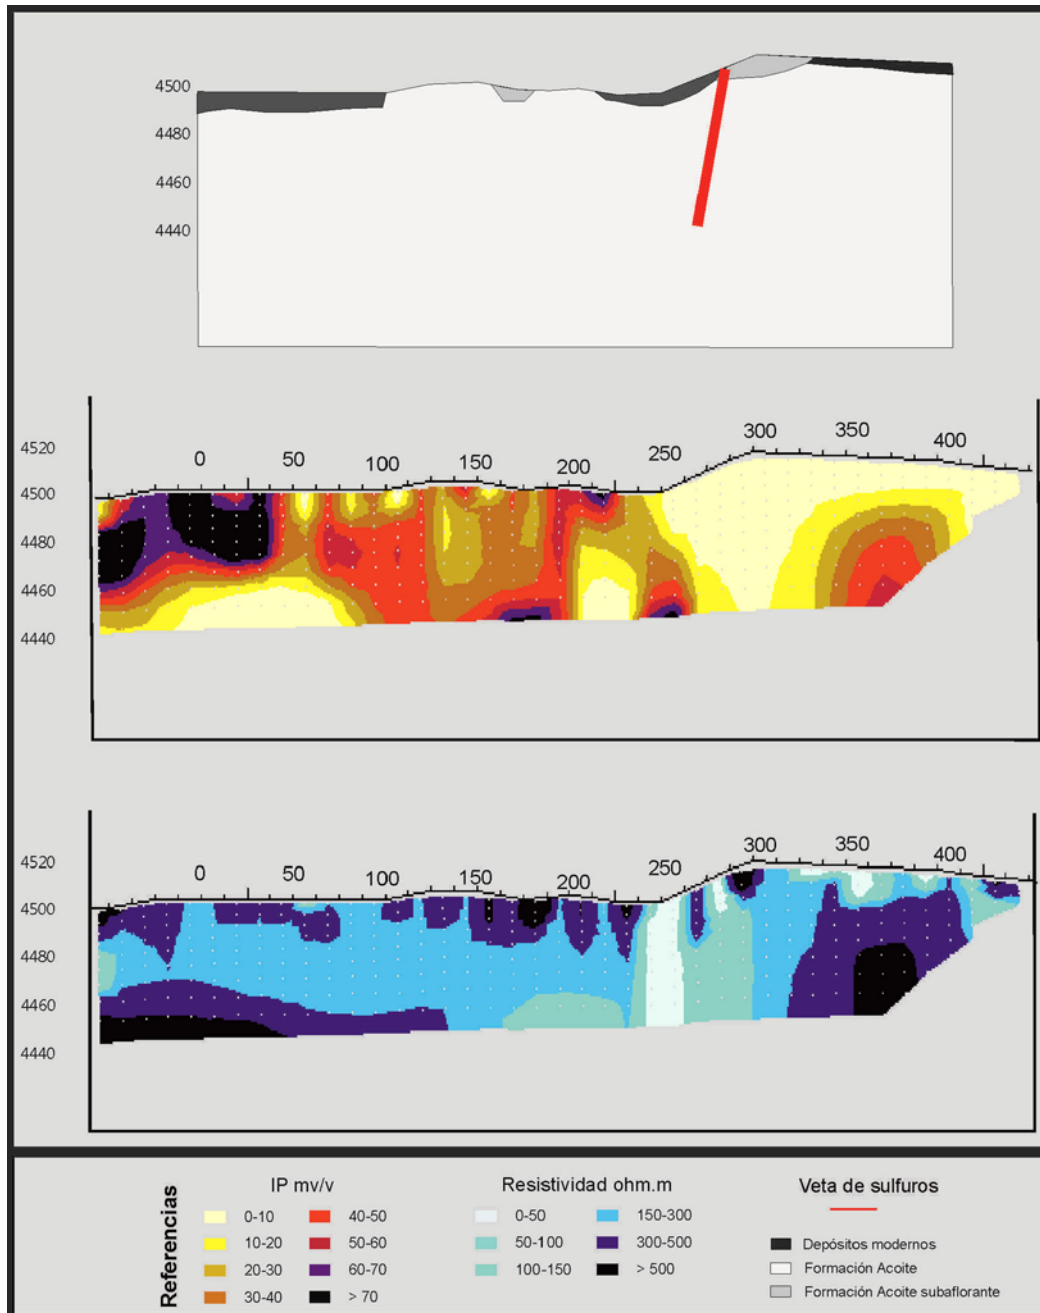 4500
4480
4460
4440
4520
4500
4480
4460
4440
0 50 100 150 200 250 300 350 400
4520
4500
4480
4460
4440
0 50 100 150 200 250 300 350 400
Referencias
IP mv/v
0-10 40-50
10-20 50-60
20-30 60-70
30-40 > 70
Resistividad ohm.m
0-50 150-300
50-100 300-500
100-150 > 500
Veta de sulfuros
Depósitos modernos
Formación Acoite
Formación Acoite subaflorante